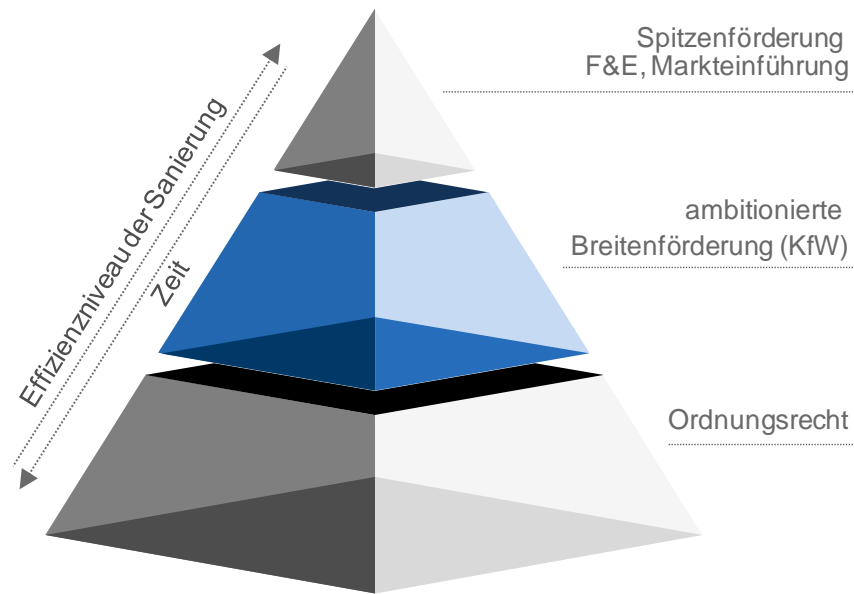 Spitzenförderung
F&E, Markteinführung
Effizienzniveau der Sanierung
Zeit
ambitionierte
Breitenförderung (KfW)
Ordnungsrecht